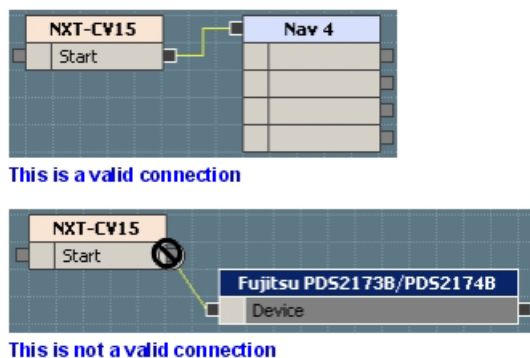 NXT-CV15
Nav 4
Start
This is a valid connection
NXT-CV15
Start
Fujitsu PDS2173B/PDS2174B
Device
This is not a valid connection